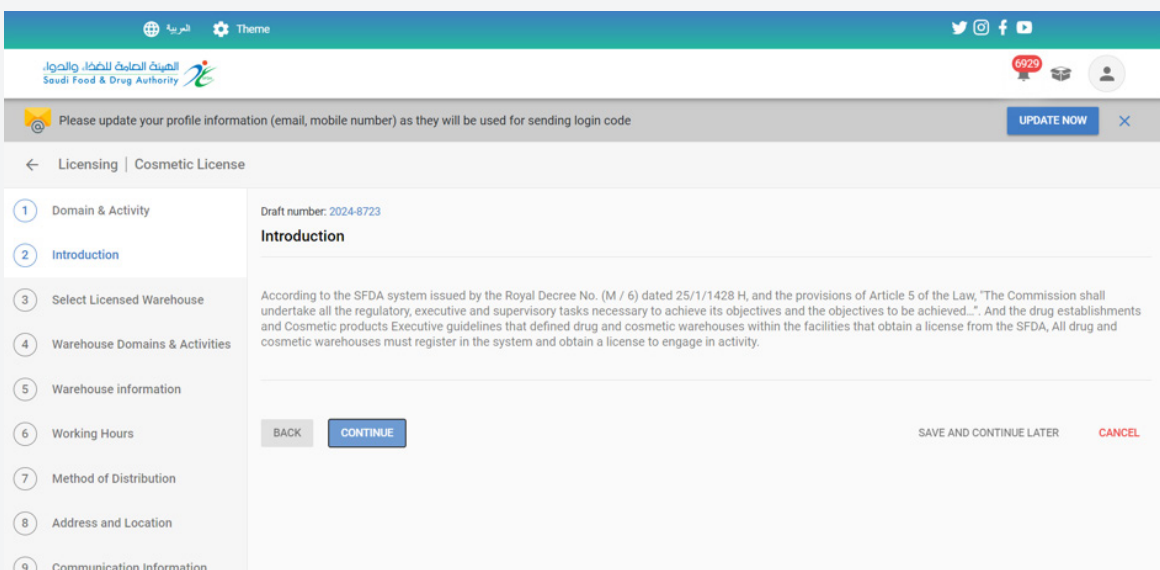 العربية
Theme
الهيئة العامة للغذاء والدواء
Saudi Food & Drug Authority
6929
Please update your profile information (email, mobile number) as they will be used for sending login code
UPDATE NOW
Licensing | Cosmetic License
1 Domain & Activity
2 Introduction
3 Select Licensed Warehouse
4 Warehouse Domains & Activities
5 Warehouse information
6 Working Hours
7 Method of Distribution
8 Address and Location
9 Communication Information
Draft number: 2024-8723
Introduction
According to the SFDA system issued by the Royal Decree No. (M / 6) dated 25/1/1428 H, and the provisions of Article 5 of the Law, "The Commission shall
undertake all the regulatory, executive and supervisory tasks necessary to achieve its objectives and the objectives to be achieved…". And the drug establishments
and Cosmetic products Executive guidelines that defined drug and cosmetic warehouses within the facilities that obtain a license from the SFDA, All drug and
cosmetic warehouses must register in the system and obtain a license to engage in activity.
BACK
CONTINUE
SAVE AND CONTINUE LATER
CANCEL